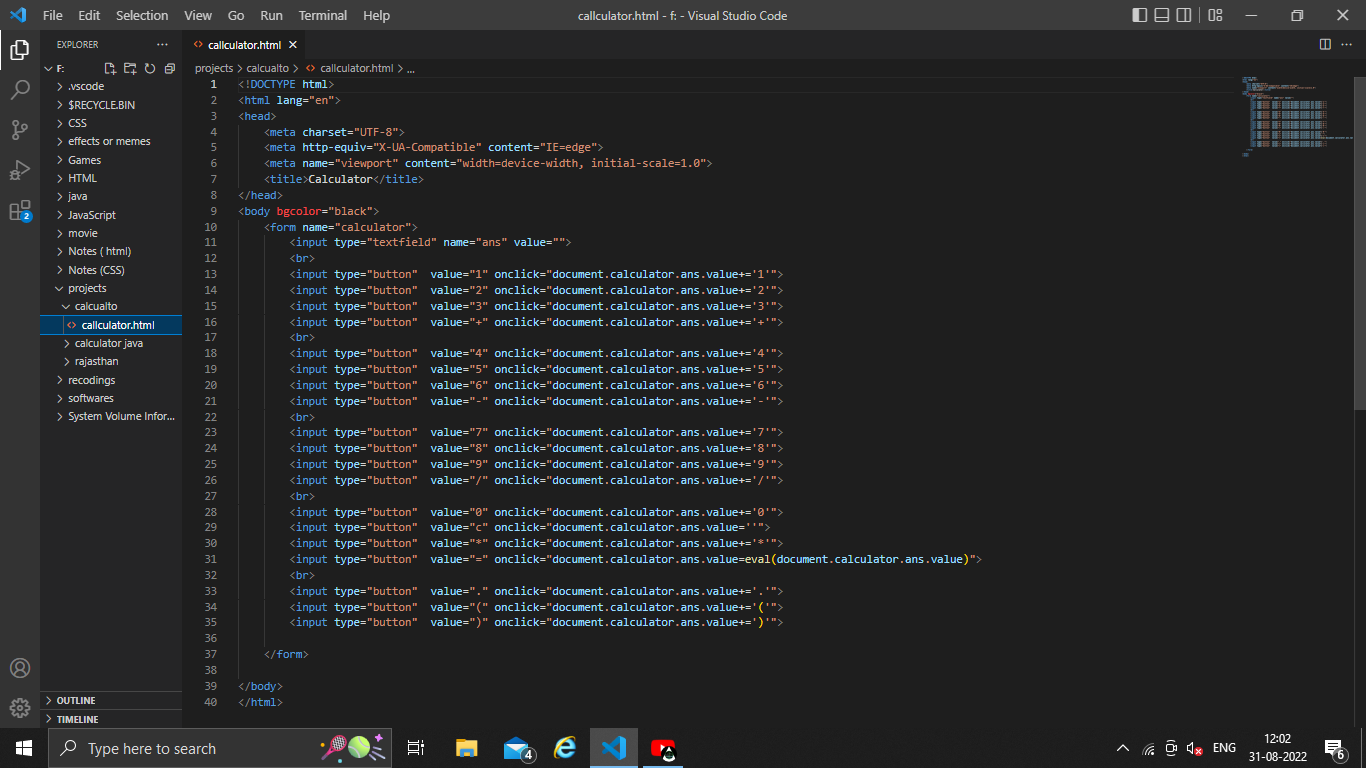 File Edit Selection View Go Run Terminal Help
callculator.html - f: - Visual Studio Code
EXPLORER
F:
.vscode
$RECYCLE.BIN
CSS
effects or memes
Games
HTML
java
JavaScript
movie
Notes ( html)
Notes (CSS)
projects
calcualto
callculator.html
calculator java
rajasthan
recodings
softwares
System Volume Infor...
OUTLINE
TIMELINE
2
callculator.html
projects > calcualto > callculator.html > ...
1 <!DOCTYPE html>
2 <html lang="en">
3 <head>
4 <meta charset="UTF-8">
5 <meta http-equiv="X-UA-Compatible" content="IE=edge">
6 <meta name="viewport" content="width=device-width, initial-scale=1.0">
7 <title>Calculator</title>
8 </head>
9 <body bgcolor="black">
10 <form name="calculator">
11 <input type="textfield" name="ans" value="">
12 <br>
13 <input type="button"  value="1" onclick="document.calculator.ans.value+='1'">
14 <input type="button"  value="2" onclick="document.calculator.ans.value+='2'">
15 <input type="button"  value="3" onclick="document.calculator.ans.value+='3'">
16 <input type="button"  value="+" onclick="document.calculator.ans.value+='+'">
17 <br>
18 <input type="button"  value="4" onclick="document.calculator.ans.value+='4'">
19 <input type="button"  value="5" onclick="document.calculator.ans.value+='5'">
20 <input type="button"  value="6" onclick="document.calculator.ans.value+='6'">
21 <input type="button"  value="-" onclick="document.calculator.ans.value+='-'">
22 <br>
23 <input type="button"  value="7" onclick="document.calculator.ans.value+='7'">
24 <input type="button"  value="8" onclick="document.calculator.ans.value+='8'">
25 <input type="button"  value="9" onclick="document.calculator.ans.value+='9'">
26 <input type="button"  value="/" onclick="document.calculator.ans.value+='/'">
27 <br>
28 <input type="button"  value="0" onclick="document.calculator.ans.value+='0'">
29 <input type="button"  value="c" onclick="document.calculator.ans.value=''">
30 <input type="button"  value="*" onclick="document.calculator.ans.value+='*'">
31 <input type="button"  value="=" onclick="document.calculator.ans.value=eval(document.calculator.ans.value)">
32 <br>
33 <input type="button"  value="." onclick="document.calculator.ans.value+='.'">
34 <input type="button"  value="(" onclick="document.calculator.ans.value+='('">
35 <input type="button"  value=")" onclick="document.calculator.ans.value+=')'">
36
37 </form>
38
39 </body>
40 </html>
Type here to search
4
ENG
12:02
31-08-2022
6